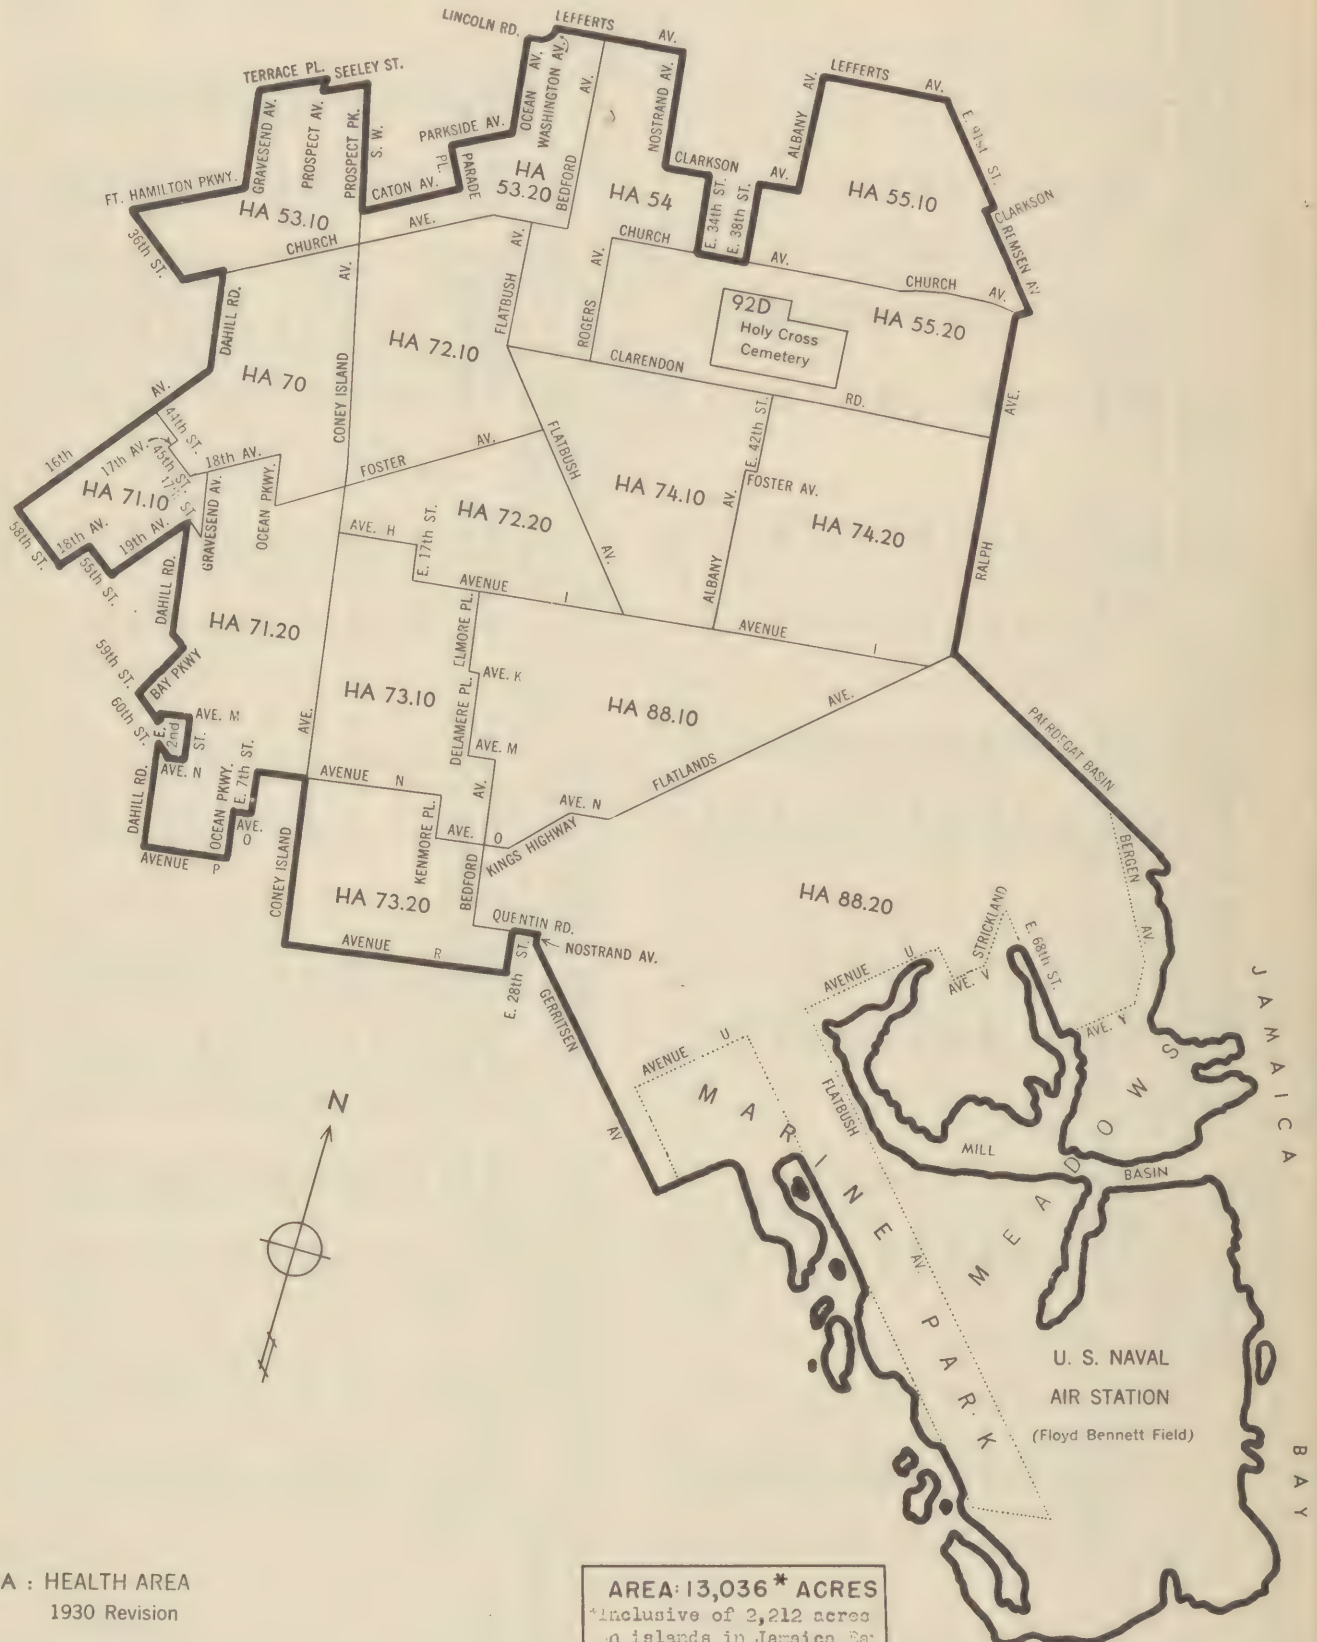 LINCOLN RD.
LEFFERTS AV.
TERRACE PL.
SEELEY ST.
GRAVESEND AV.
PROSPECT AV.
PROSPECT PK. S. W.
PARKSIDE AV.
OCEAN AV.
WASHINGTON AV.
BEDFORD AV.
NOSTRAND AV.
ALBANY AV.
LEFFERTS AV.
E. 91st ST.
FT. HAMILTON PKWY.
HA 53.10
CATON AV.
PARADE PL.
HA 53.20
HA 54
CLARKSON AV.
E. 34th ST.
E. 38th ST.
HA 55.10
CLARKSON
REMSEN AV
36th ST.
CHURCH AVE.
CHURCH AV.
CHURCH AV.
DAHILL RD.
CONEY ISLAND AV.
FLATBUSH AV.
ROGERS AV.
92D
Holy Cross
Cemetery
HA 55.20
HA 70
HA 72.10
CLARENDON RD.
RALPH AVE.
16th AV.
44th ST.
17th AV.
45th ST.
18th AV.
HA 71.10
GRAVESEND AV.
OCEAN PKWY.
FOSTER AV.
FLATBUSH AV.
E. 42th ST.
FOSTER AV.
HA 74.10
HA 74.20
ALBANY AV.
58th ST.
18th AV.
55th ST.
19th AV.
DAHILL RD.
AVE. H
E. 17th ST.
HA 72.20
AVENUE I
AVENUE I
HA 71.20
59th ST.
BAY PKWY
60th ST.
AVE. M
E. 2nd ST.
AVE. N
DAHILL RD.
OCEAN PKWY.
E. 7th ST.
AVE. O
AVENUE P
AVE.
HA 73.10
ELMORE PL.
AVE. K
DELAMERE PL.
AVE. M
HA 88.10
FLATLANDS AVE.
PAERDEGAT BASIN
AVENUE N
KENMORE PL.
AVE. O
AV.
AVE. N
KINGS HIGHWAY
CONEY ISLAND
HA 73.20
BEDFORD
QUENTIN RD.
NOSTRAND AV.
AVENUE R
E. 28th ST.
GERRITSEN AV
HA 88.20
BERGEN AV.
STRICKLAND
E. 68th ST.
AVENUE U
AVE. V
AVE. Y
AVENUE U
FLATBUSH AV.
MARINE PARK
MILL BASIN
MEADOWS
JAMAICA BAY
N
U. S. NAVAL
AIR STATION
(Floyd Bennett Field)
A : HEALTH AREA
1930 Revision
AREA: 13,036* ACRES
*Inclusive of 2,212 acres
islands in Jamaica